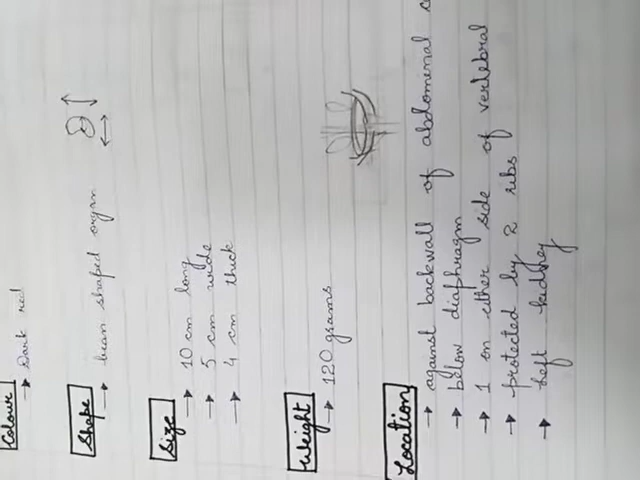 Colour
→ Dark red
Shape
→ bean shaped organ
Size
→ 10 cm long
→ 5 cm wide
→ 4 cm thick
Weight
→ 120 grams
Location
→ against backwall of abdominal
→ below diaphragm
→ 1 on either side of vertebral
→ protected by 2 ribs
→ Left kidney